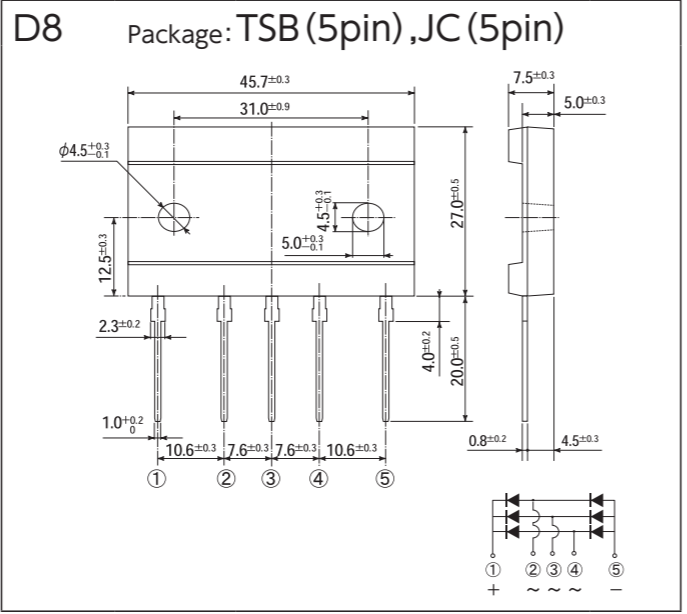 D8 Package: TSB (5pin) ,JC (5pin)
45.7±0.3
7.5±0.3
31.0±0.9
5.0±0.3
φ4.5+0.3−0.1
4.5+0.3−0.1
27.0±0.5
5.0+0.3−0.1
12.5±0.3
2.3±0.2
4.0±0.2
20.0±0.5
1.0+0.2 0
10.6±0.3 7.6±0.3 7.6±0.3 10.6±0.3
0.8±0.2 4.5±0.3
① ② ③ ④ ⑤
① ② ③ ④ ⑤
+ ~ ~ ~ −